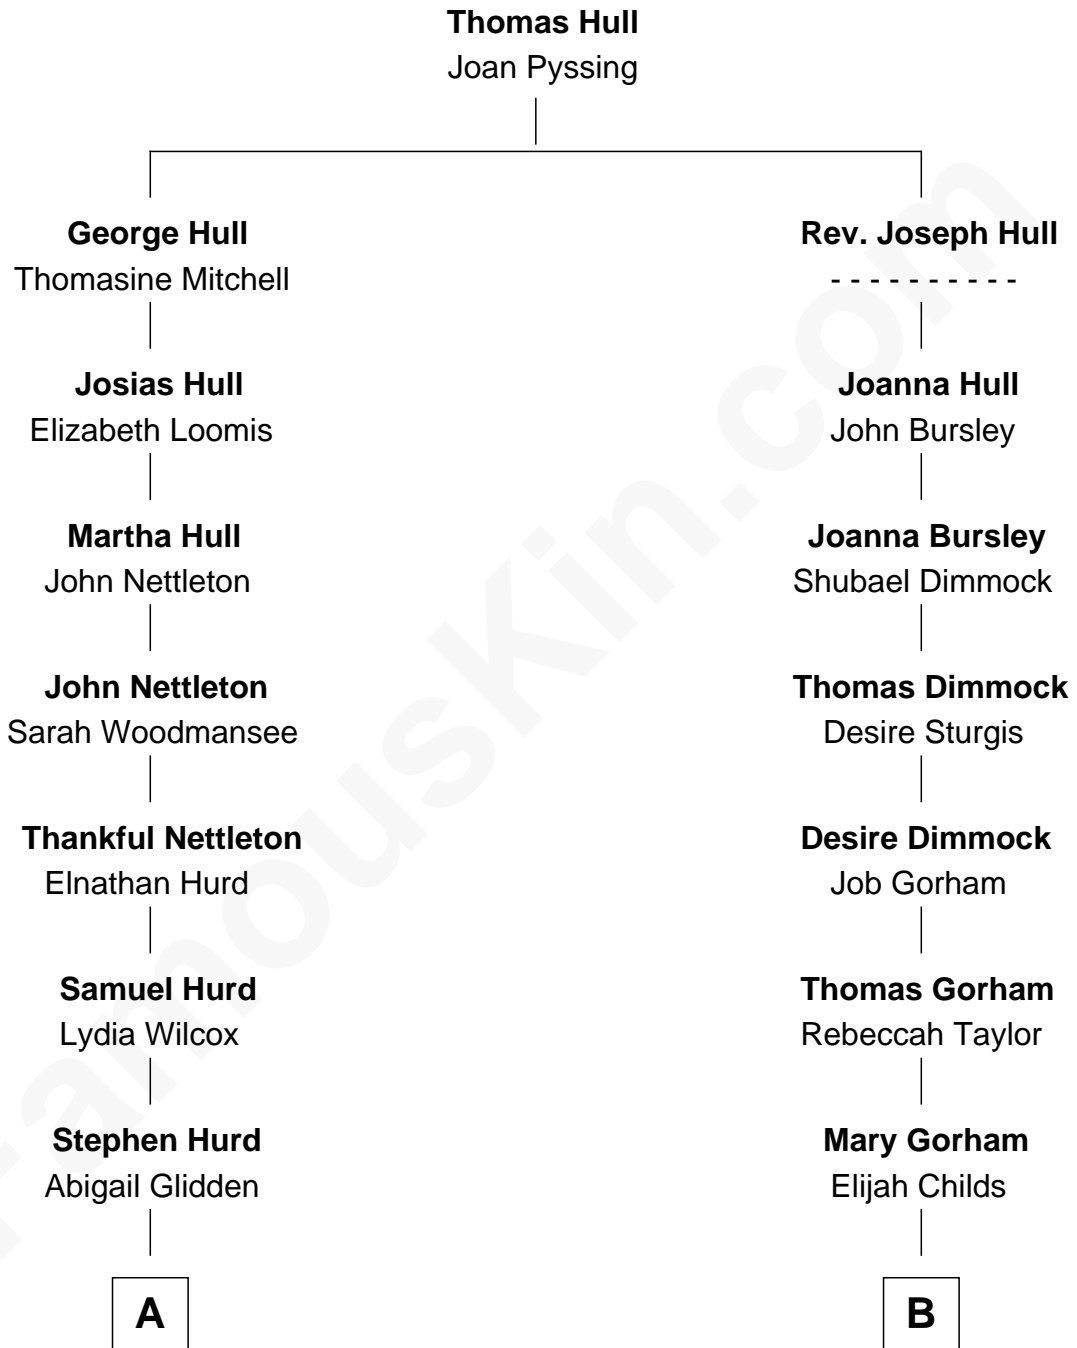 Thomas Hull
Joan Pyssing
George Hull
Thomasine Mitchell
Josias Hull
Elizabeth Loomis
Martha Hull
John Nettleton
John Nettleton
Sarah Woodmansee
Thankful Nettleton
Elnathan Hurd
Samuel Hurd
Lydia Wilcox
Stephen Hurd
Abigail Glidden
A
Rev. Joseph Hull
- - - - - - - - - -
Joanna Hull
John Bursley
Joanna Bursley
Shubael Dimmock
Thomas Dimmock
Desire Sturgis
Desire Dimmock
Job Gorham
Thomas Gorham
Rebeccah Taylor
Mary Gorham
Elijah Childs
B
FamousKin.com